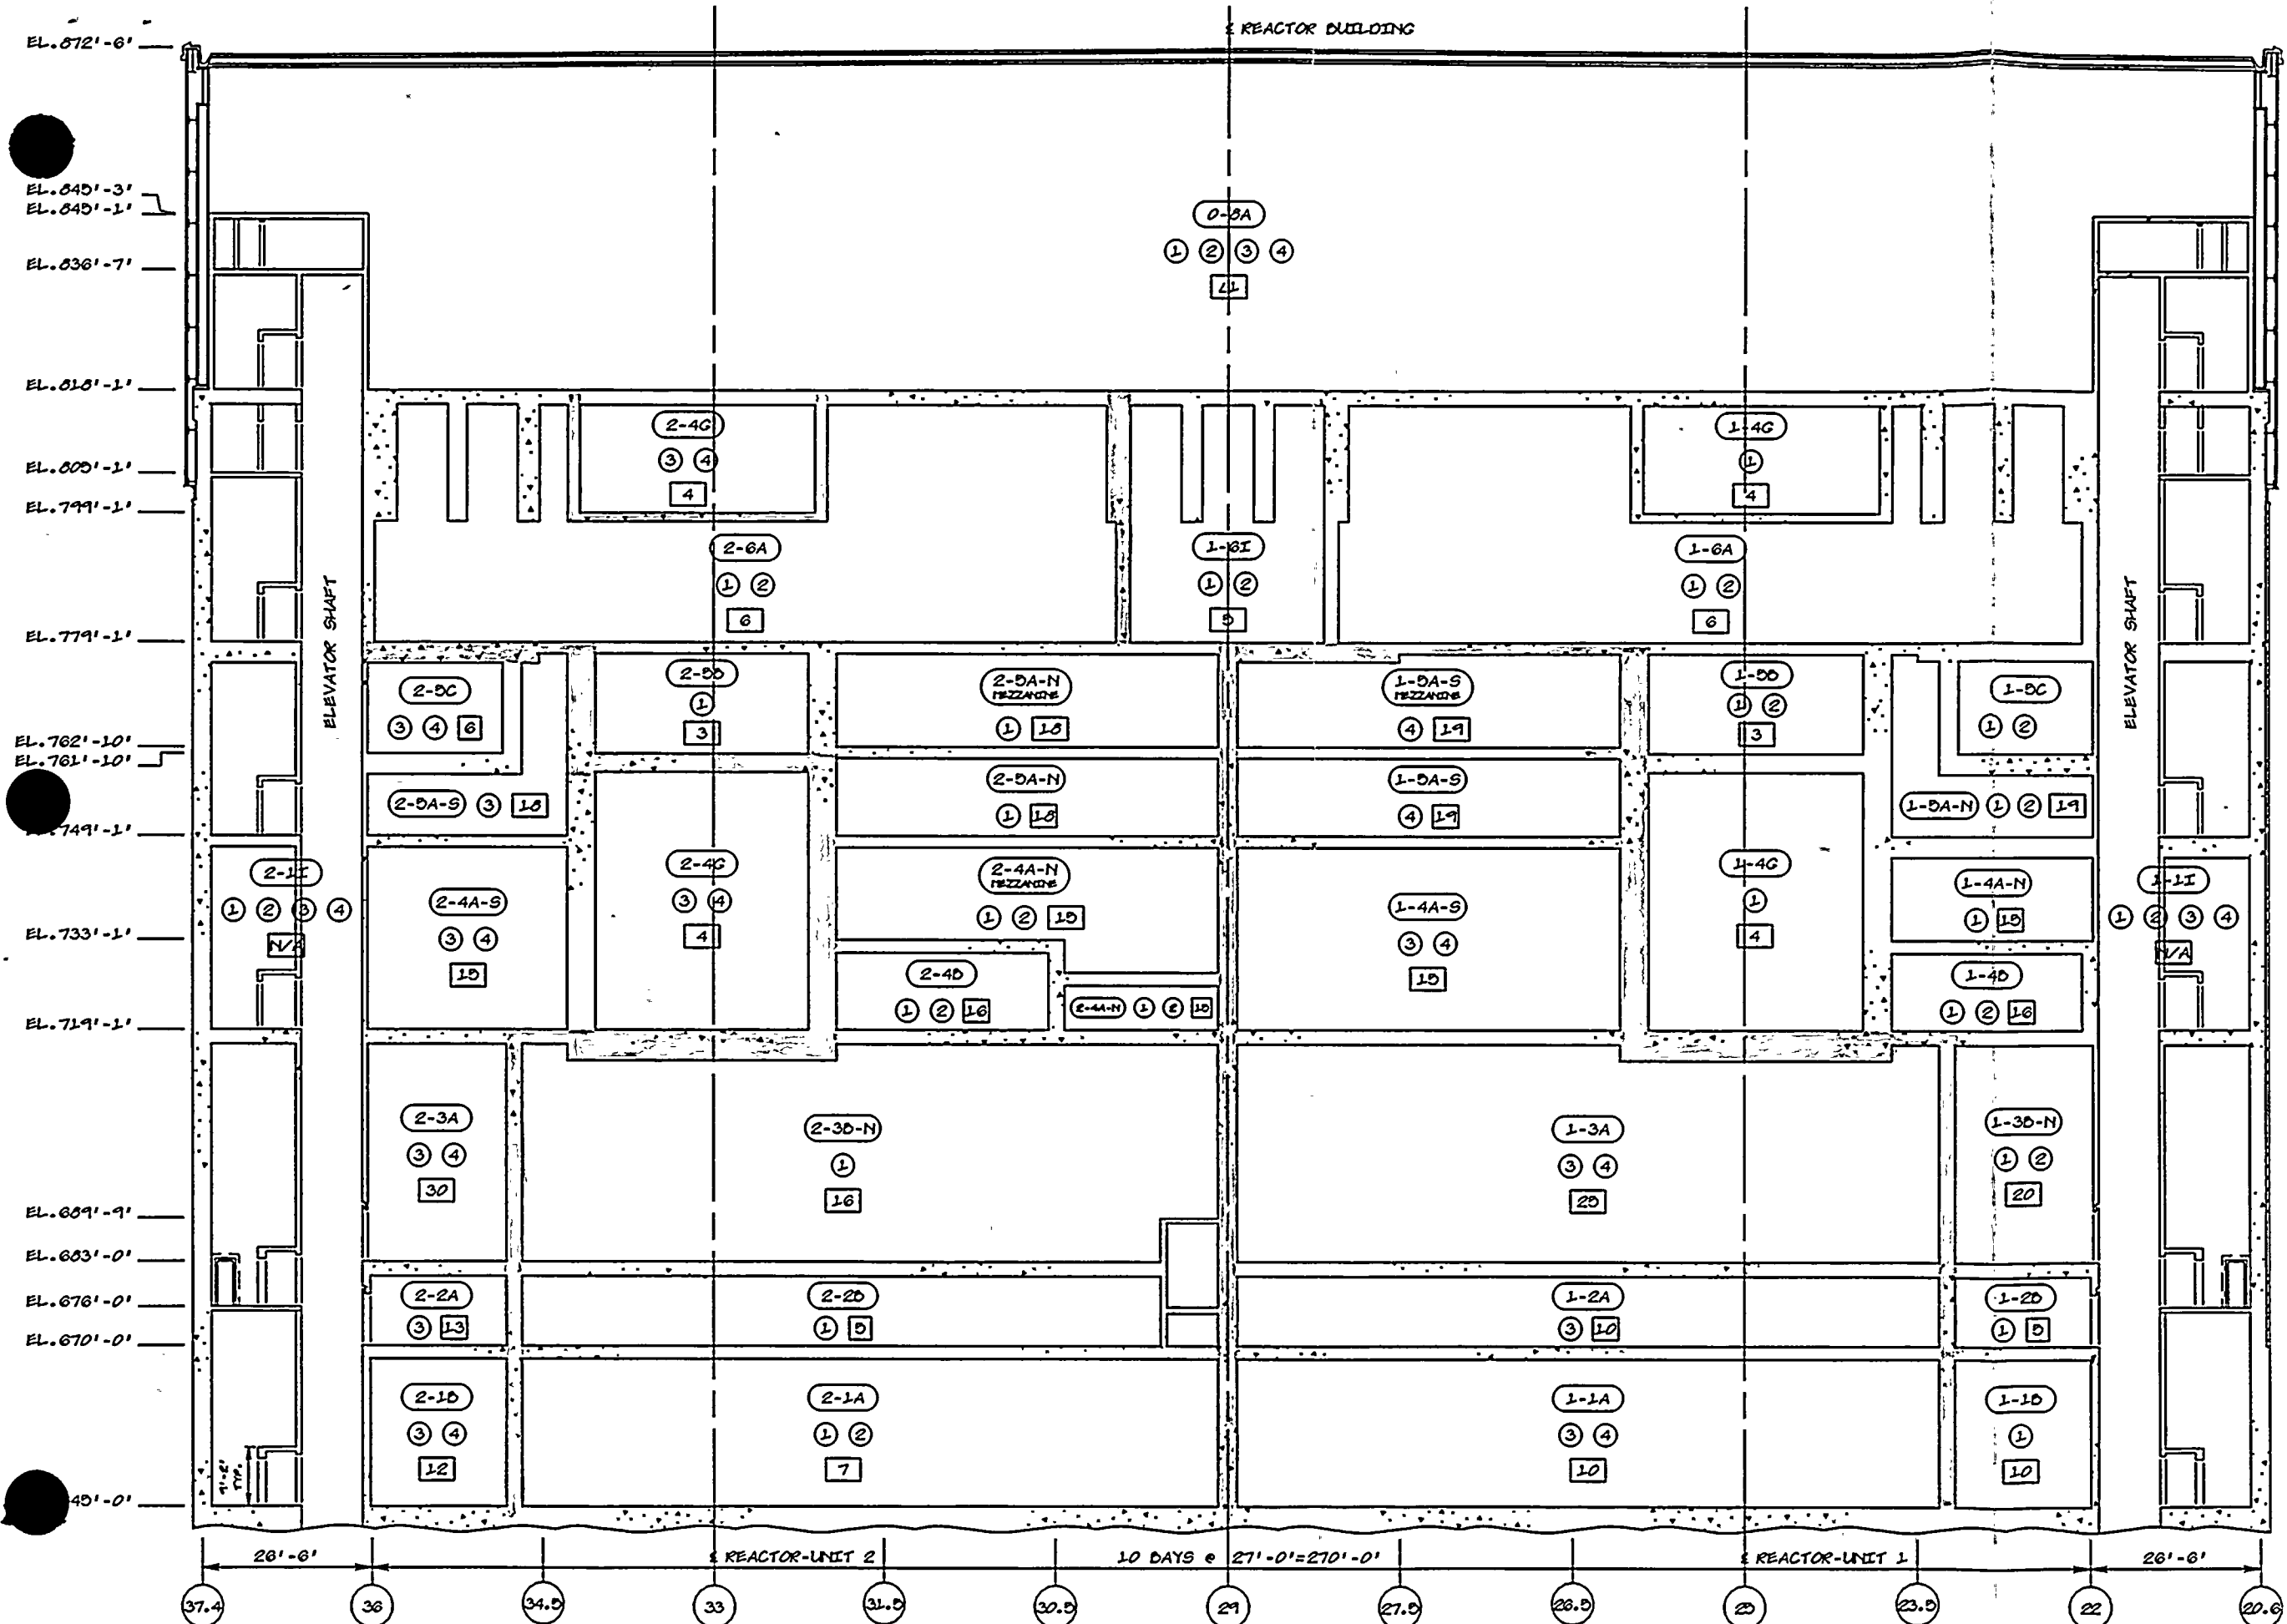 ℄ REACTOR BUILDING
EL.872'-6"
EL.845'-3"
EL.845'-1"
EL.836'-7"
EL.818'-1"
EL.805'-1"
EL.799'-1"
EL.779'-1"
EL.762'-10"
EL.761'-10"
749'-1"
EL.733'-1"
EL.719'-1"
EL.689'-9"
EL.683'-0"
EL.676'-0"
EL.670'-0"
45'-0"
0-8A
1 2 3 4
2-4G
3 4
4
1-4G
1
4
2-6A
1 2
6
1-6I
1 2
5
1-6A
1 2
6
ELEVATOR SHAFT
ELEVATOR SHAFT
2-5C
3 4 6
2-5B
1
3
2-5A-N
MEZZANINE
1 18
1-5A-S
MEZZANINE
4 19
1-5B
1 2
3
1-5C
1 2
2-5A-S 3 18
2-5A-N
1 18
1-5A-S
4 19
1-5A-N 1 2 19
2-1I
1 2 3 4
N/A
2-4A-S
3 4
15
2-4G
3 4
4
2-4A-N
MEZZANINE
1 2 15
2-4B
1 2 16
2-4A-N 1 2 15
1-4A-S
3 4
15
1-4G
1
4
1-4A-N
1 15
1-4B
1 2 16
1-1I
1 2 3 4
N/A
2-3A
3 4
30
2-3B-N
1
16
1-3A
3 4
25
1-3B-N
1 2
20
2-2A
3 13
2-2B
1 5
1-2A
3 10
1-2B
1 5
2-1B
3 4
12
2-1A
1 2
7
1-1A
3 4
10
1-1B
1
10
TYP.
26'-6"
℄ REACTOR-UNIT 2
10 BAYS @ 27'-0"=270'-0"
℄ REACTOR-UNIT 1
26'-6"
37.4 36 34.5 33 31.5 30.5 29 27.5 26.5 25 23.5 22 20.6